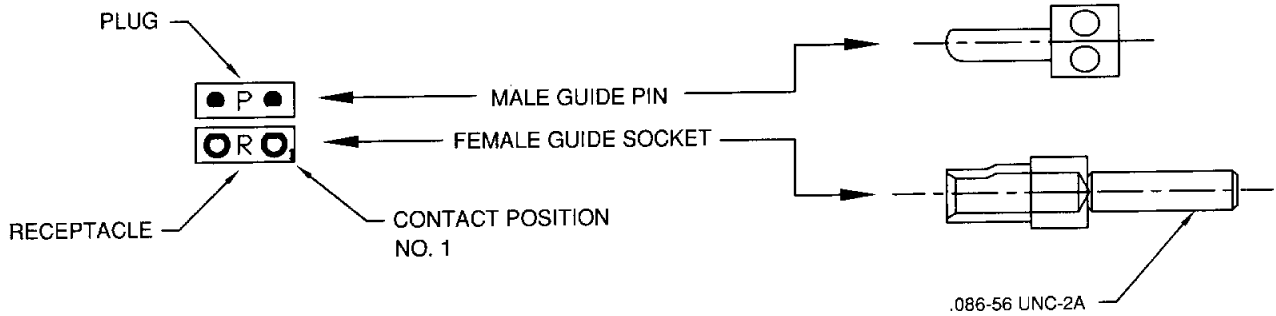 PLUG
P
MALE GUIDE PIN
R
1
FEMALE GUIDE SOCKET
RECEPTACLE
CONTACT POSITION
NO. 1
.086-56 UNC-2A